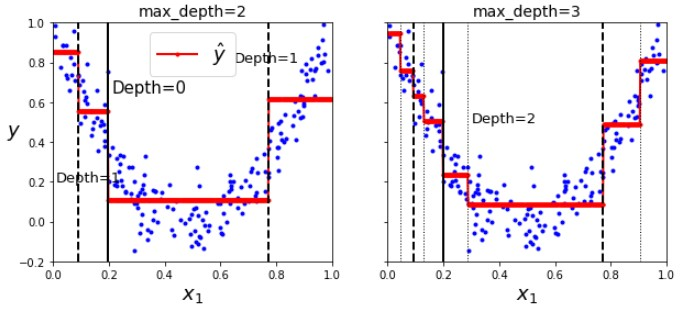 max_depth=2
max_depth=3
y
1.0
0.8
0.6
0.4
0.2
0.0
−0.2
ŷ
Depth=1
Depth=0
Depth=1
0.0 0.2 0.4 0.6 0.8 1.0
x₁
Depth=2
0.0 0.2 0.4 0.6 0.8 1.0
x₁